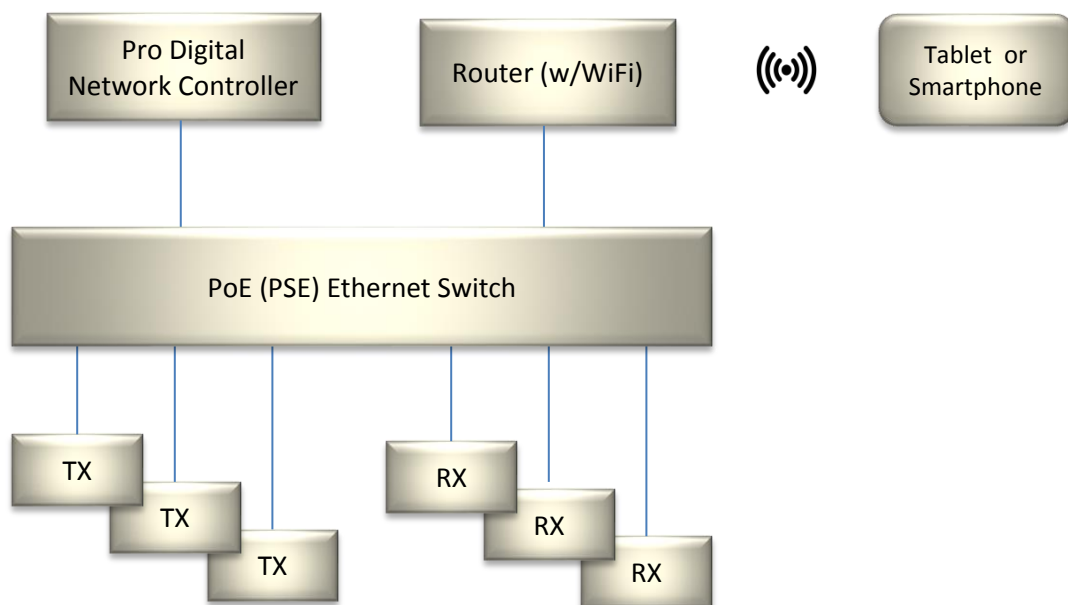 Pro Digital
Network Controller
Router (w/WiFi)
Tablet or
Smartphone
PoE (PSE) Ethernet Switch
TX
TX
TX
RX
RX
RX